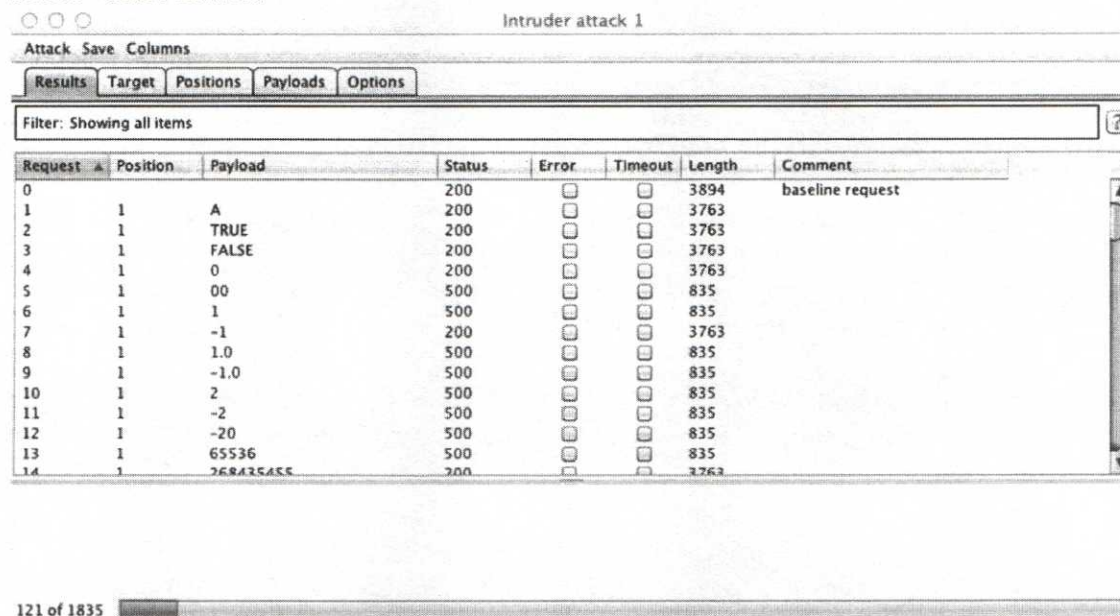 Intruder attack 1
Attack Save Columns
Results Target Positions Payloads Options
Filter: Showing all items
?
Request Position Payload Status Error Timeout Length Comment
0 200 3894 baseline request
1 1 A 200 3763
2 1 TRUE 200 3763
3 1 FALSE 200 3763
4 1 0 200 3763
5 1 00 500 835
6 1 1 500 835
7 1 -1 200 3763
8 1 1.0 500 835
9 1 -1.0 500 835
10 1 2 500 835
11 1 -2 500 835
12 1 -20 500 835
13 1 65536 500 835
14 1 268435455 200 3763
121 of 1835